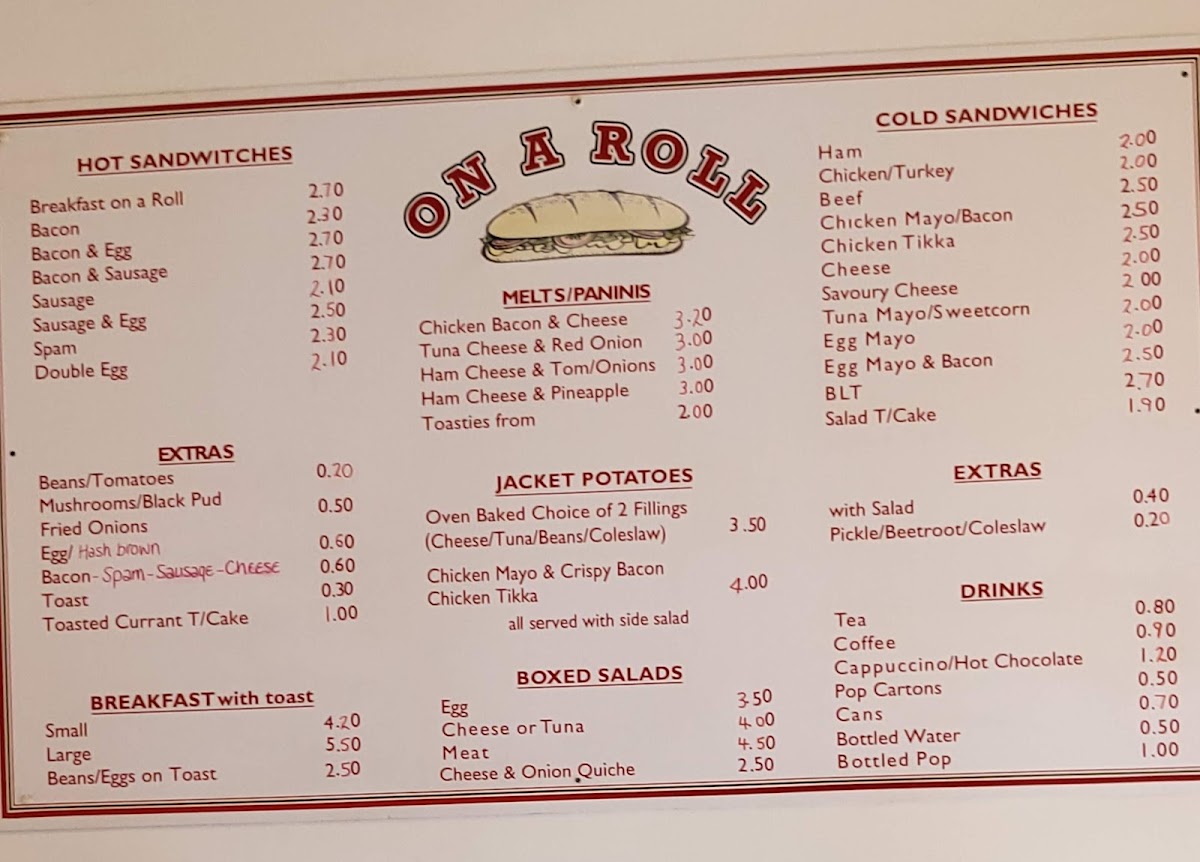 ON A ROLL
HOT SANDWITCHES
Breakfast on a Roll 2.70
Bacon 2.30
Bacon & Egg 2.70
Bacon & Sausage 2.70
Sausage 2.10
Sausage & Egg 2.50
Spam 2.30
Double Egg 2.10
EXTRAS
Beans/Tomatoes 0.20
Mushrooms/Black Pud 0.50
Fried Onions
Egg/ Hash brown 0.60
Bacon-Spam-Sausage-Cheese 0.60
Toast 0.30
Toasted Currant T/Cake 1.00
BREAKFAST with toast
Small 4.20
Large 5.50
Beans/Eggs on Toast 2.50
MELTS/PANINIS
Chicken Bacon & Cheese 3.20
Tuna Cheese & Red Onion 3.00
Ham Cheese & Tom/Onions 3.00
Ham Cheese & Pineapple 3.00
Toasties from 2.00
JACKET POTATOES
Oven Baked Choice of 2 Fillings
(Cheese/Tuna/Beans/Coleslaw) 3.50
Chicken Mayo & Crispy Bacon
Chicken Tikka 4.00
all served with side salad
BOXED SALADS
Egg 3.50
Cheese or Tuna 4.00
Meat 4.50
Cheese & Onion Quiche 2.50
COLD SANDWICHES
Ham 2.00
Chicken/Turkey 2.00
Beef 2.50
Chicken Mayo/Bacon 2.50
Chicken Tikka 2.50
Cheese 2.00
Savoury Cheese 2.00
Tuna Mayo/Sweetcorn 2.00
Egg Mayo 2.00
Egg Mayo & Bacon 2.50
BLT 2.70
Salad T/Cake 1.90
EXTRAS
with Salad 0.40
Pickle/Beetroot/Coleslaw 0.20
DRINKS
Tea 0.80
Coffee 0.90
Cappuccino/Hot Chocolate 1.20
Pop Cartons 0.50
Cans 0.70
Bottled Water 0.50
Bottled Pop 1.00